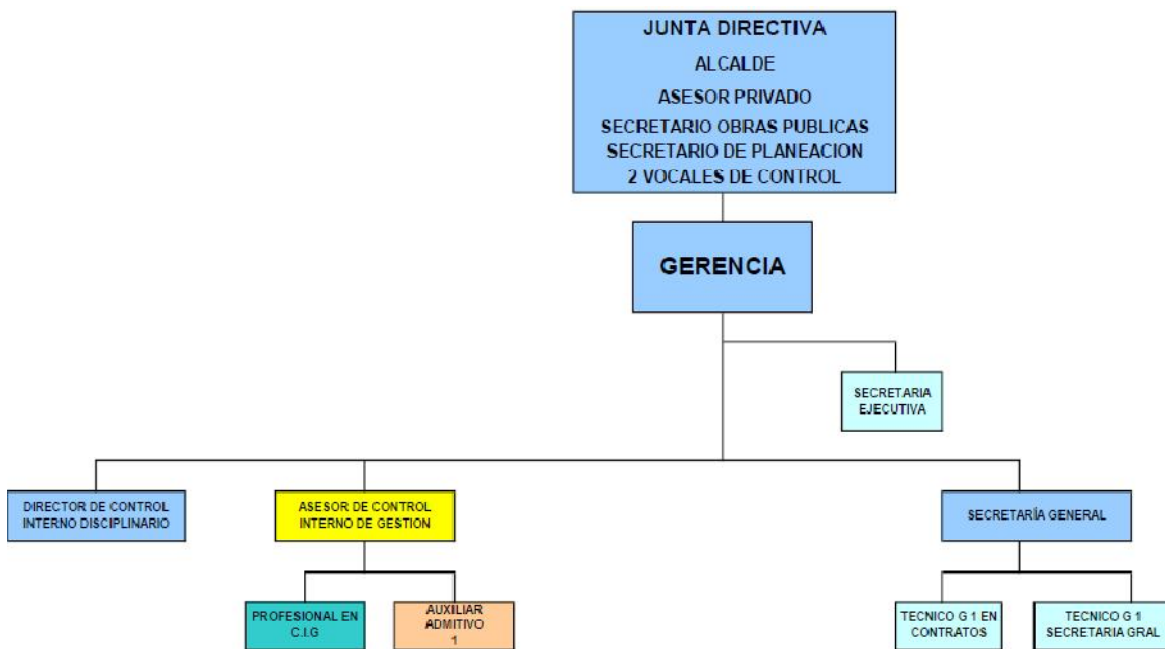 JUNTA DIRECTIVA
ALCALDE
ASESOR PRIVADO
SECRETARIO OBRAS PUBLICAS
SECRETARIO DE PLANEACION
2 VOCALES DE CONTROL
GERENCIA
SECRETARIA
EJECUTIVA
DIRECTOR DE CONTROL
INTERNO DISCIPLINARIO
ASESOR DE CONTROL
INTERNO DE GESTIÓN
SECRETARÍA GENERAL
PROFESIONAL EN
C.I.G
AUXILIAR
ADMITIVO
1
TECNICO G 1 EN
CONTRATOS
TECNICO G 1
SECRETARIA GRAL